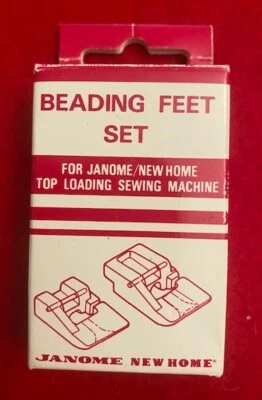 BEADING FEET
SET
FOR JANOME/NEW HOME
TOP LOADING SEWING MACHINE
JANOME NEW HOME®